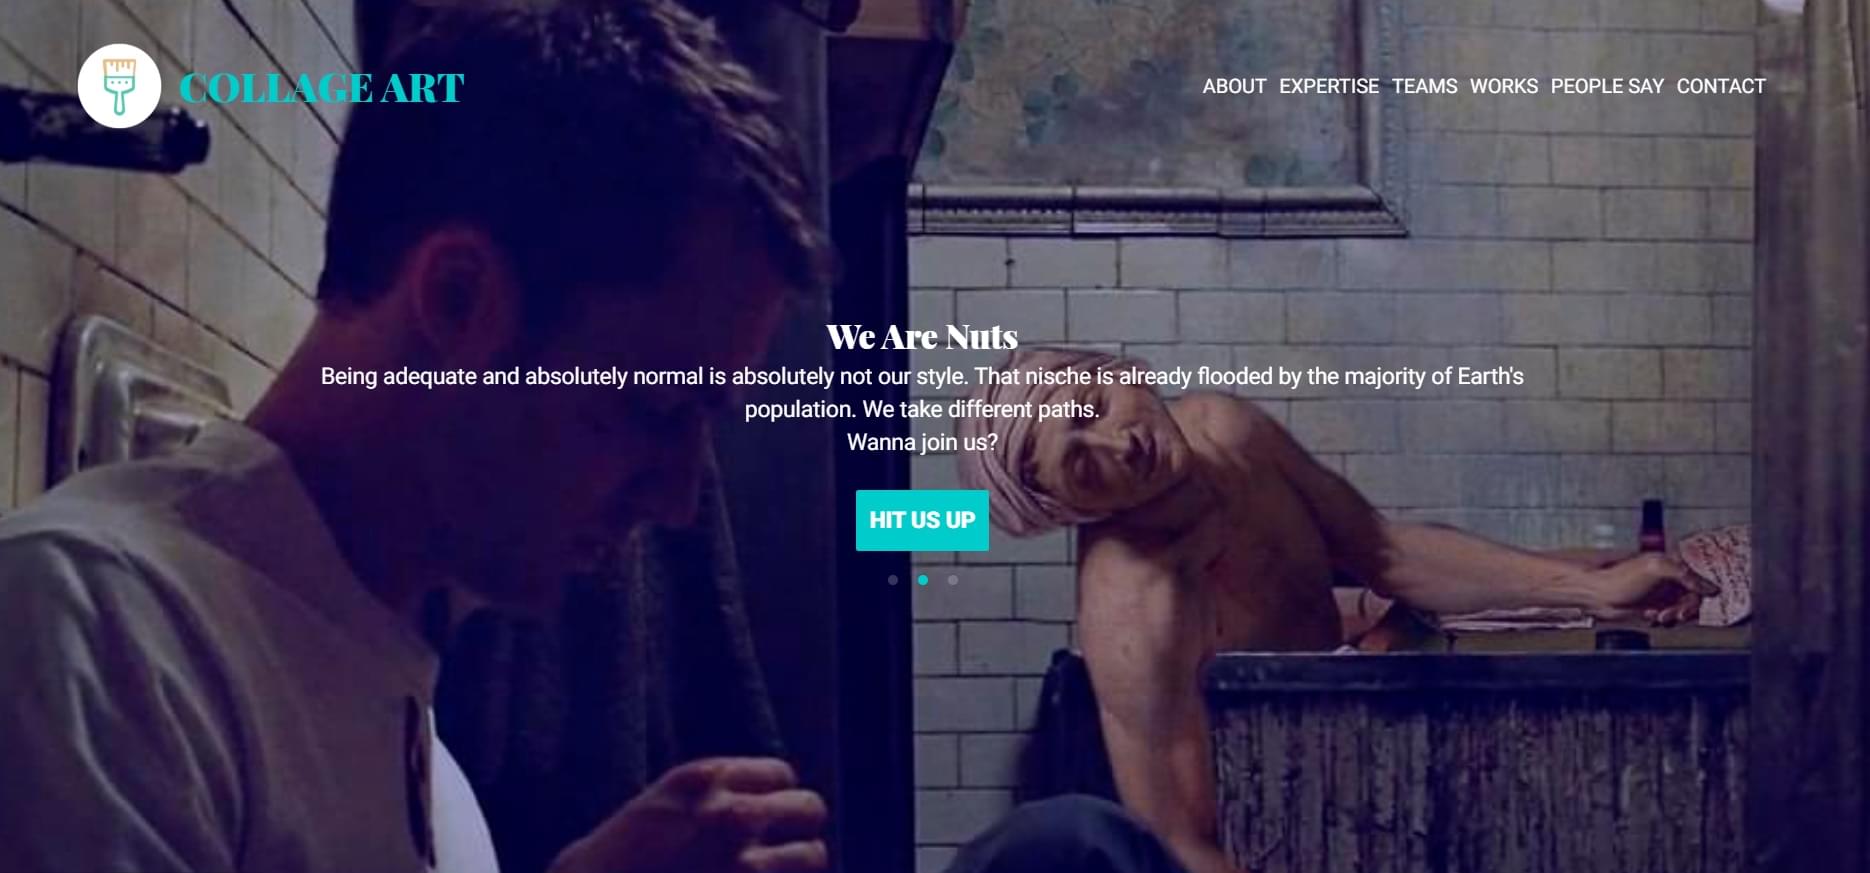 COLLAGE ART
ABOUT EXPERTISE TEAMS WORKS PEOPLE SAY CONTACT
We Are Nuts
Being adequate and absolutely normal is absolutely not our style. That nische is already flooded by the majority of Earth's
population. We take different paths.
Wanna join us?
HIT US UP